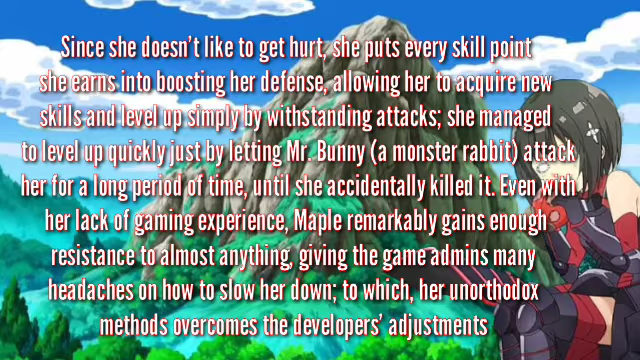 Since she doesn't like to get hurt, she puts every skill point
she earns into boosting her defense, allowing her to acquire new
skills and level up simply by withstanding attacks; she managed
to level up quickly just by letting Mr. Bunny (a monster rabbit) attack
her for a long period of time, until she accidentally killed it. Even with
her lack of gaming experience, Maple remarkably gains enough
resistance to almost anything, giving the game admins many
headaches on how to slow her down; to which, her unorthodox
methods overcomes the developers' adjustments